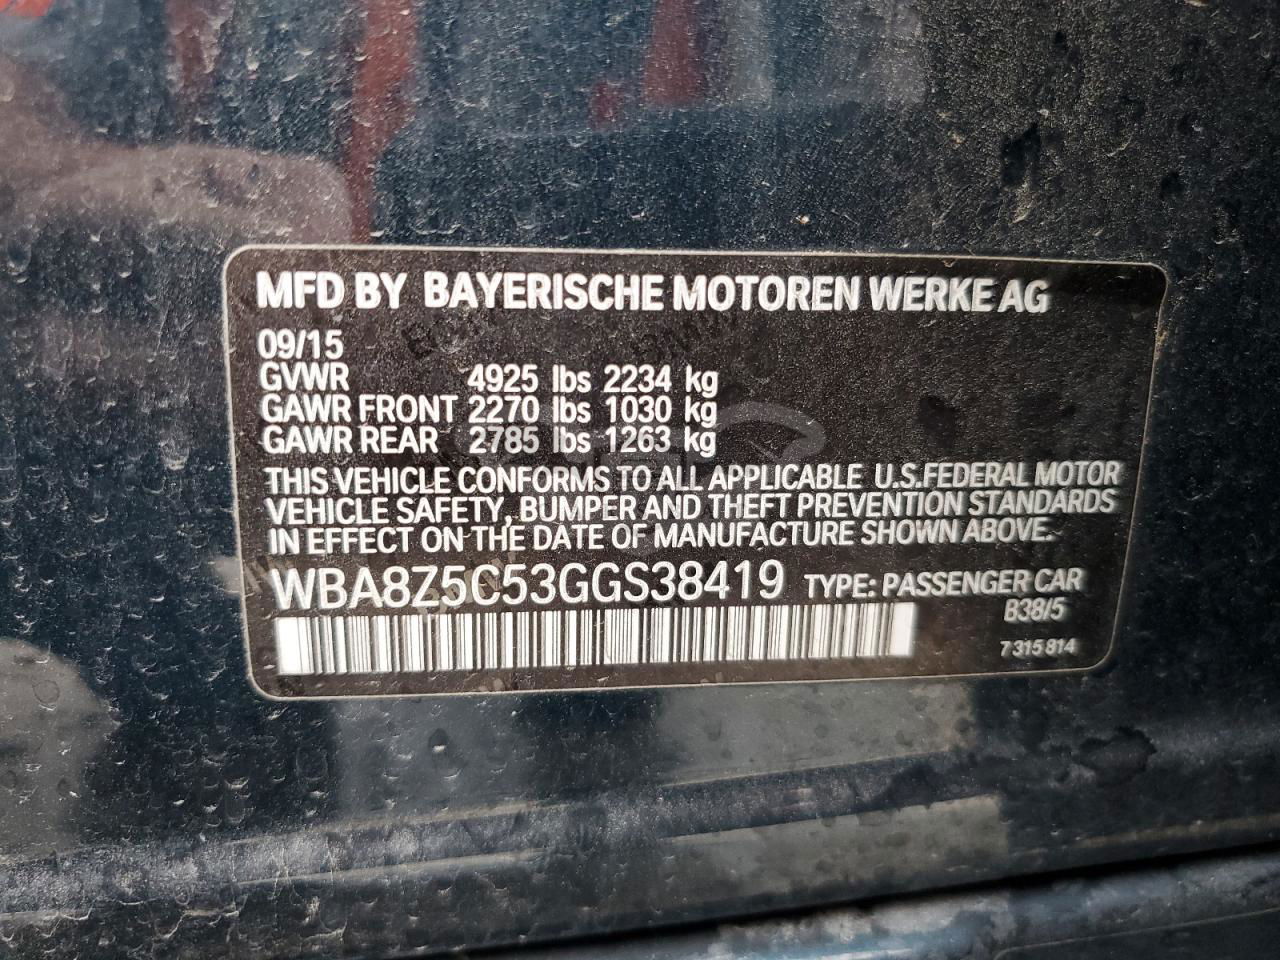 MFD BY BAYERISCHE MOTOREN WERKE AG
09/15
GVWR 4925 lbs 2234 kg
GAWR FRONT 2270 lbs 1030 kg
GAWR REAR 2785 lbs 1263 kg
THIS VEHICLE CONFORMS TO ALL APPLICABLE U.S.FEDERAL MOTOR
VEHICLE SAFETY, BUMPER AND THEFT PREVENTION STANDARDS
IN EFFECT ON THE DATE OF MANUFACTURE SHOWN ABOVE.
WBA8Z5C53GGS38419 TYPE: PASSENGER CAR
B38/5
7 315 814